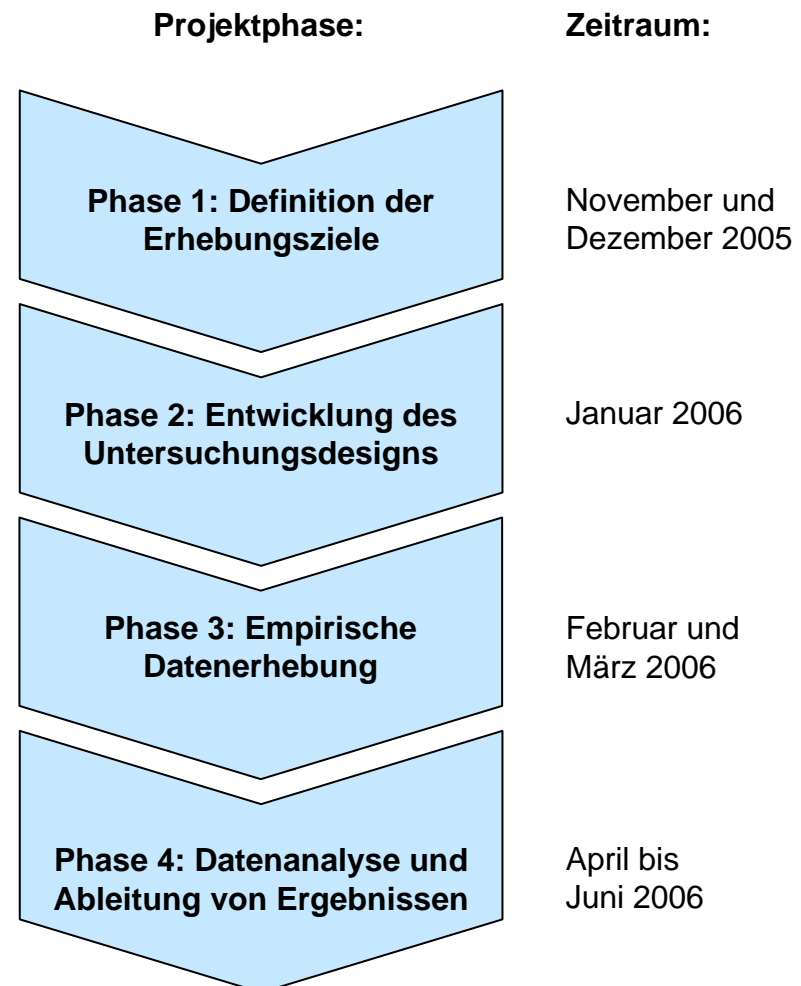 Projektphase: Zeitraum:
Phase 1: Definition der
Erhebungsziele
November und
Dezember 2005
Phase 2: Entwicklung des
Untersuchungsdesigns
Januar 2006
Phase 3: Empirische
Datenerhebung
Februar und
März 2006
Phase 4: Datenanalyse und
Ableitung von Ergebnissen
April bis
Juni 2006